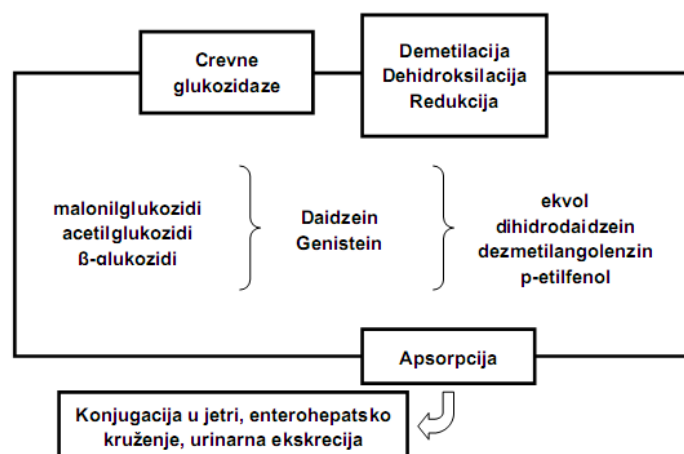 Crevne
glukozidaze
Demetilacija
Dehidroksilacija
Redukcija
malonilglukozidi
acetilglukozidi
ß-alukozidi
Daidzein
Genistein
ekvol
dihidrodaidzein
dezmetilangolenzin
p-etilfenol
Apsorpcija
Konjugacija u jetri, enterohepatsko
kruženje, urinarna ekskrecija